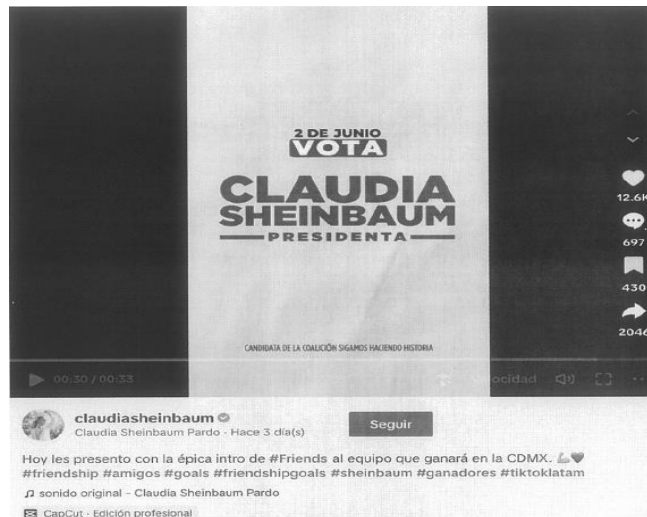 2 DE JUNIO
VOTA
CLAUDIA
SHEINBAUM
PRESIDENTA
CANDIDATA DE LA COALICIÓN SIGAMOS HACIENDO HISTORIA
12.6K
697
430
2046
00:30 / 00:33
Velocidad
claudiasheinbaum
Claudia Sheinbaum Pardo · Hace 3 día(s)
Seguir
Hoy les presento con la épica intro de #Friends al equipo que ganará en la CDMX. 💪🏻🖤
#friendship #amigos #goals #friendshipgoals #sheinbaum #ganadores #tiktoklatam
♫ sonido original - Claudia Sheinbaum Pardo
CapCut · Edición profesional